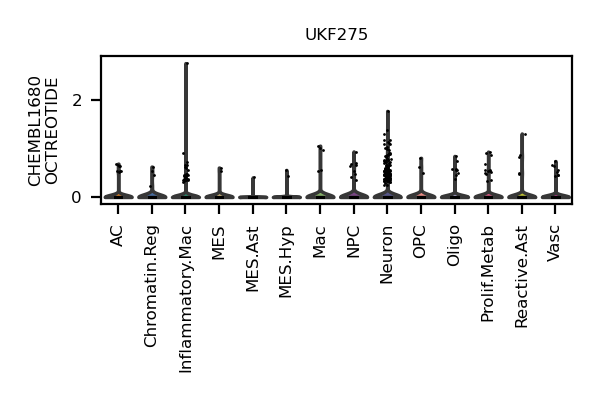 UKF275
CHEMBL1680
OCTREOTIDE
2
0
AC
Chromatin.Reg
Inflammatory.Mac
MES
MES.Ast
MES.Hyp
Mac
NPC
Neuron
OPC
Oligo
Prolif.Metab
Reactive.Ast
Vasc